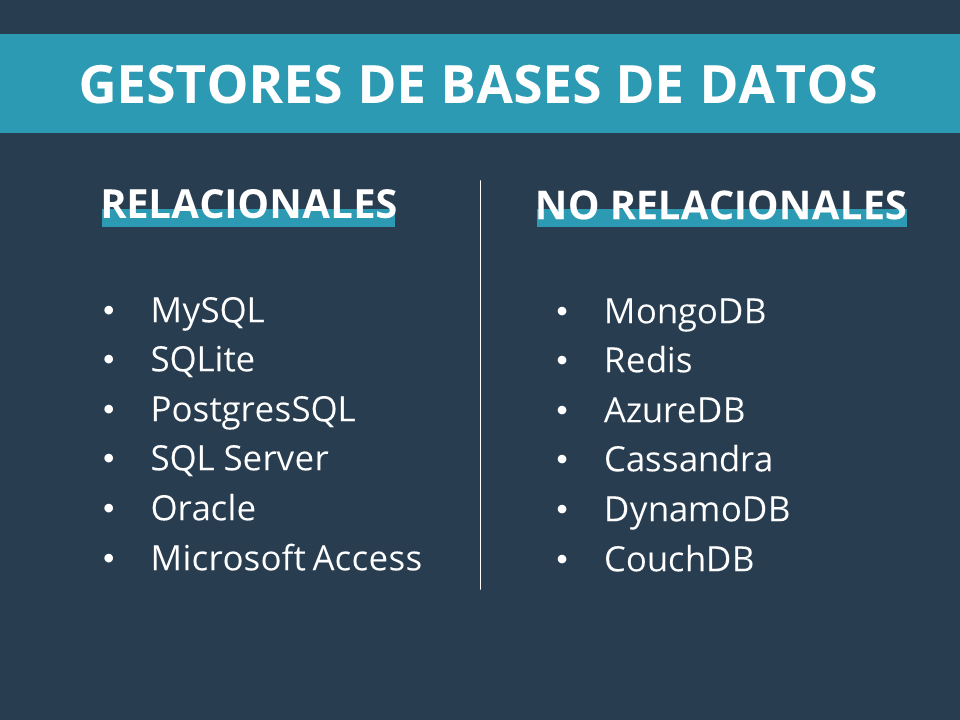 GESTORES DE BASES DE DATOS
RELACIONALES
• MySQL
• SQLite
• PostgresSQL
• SQL Server
• Oracle
• Microsoft Access
NO RELACIONALES
• MongoDB
• Redis
• AzureDB
• Cassandra
• DynamoDB
• CouchDB